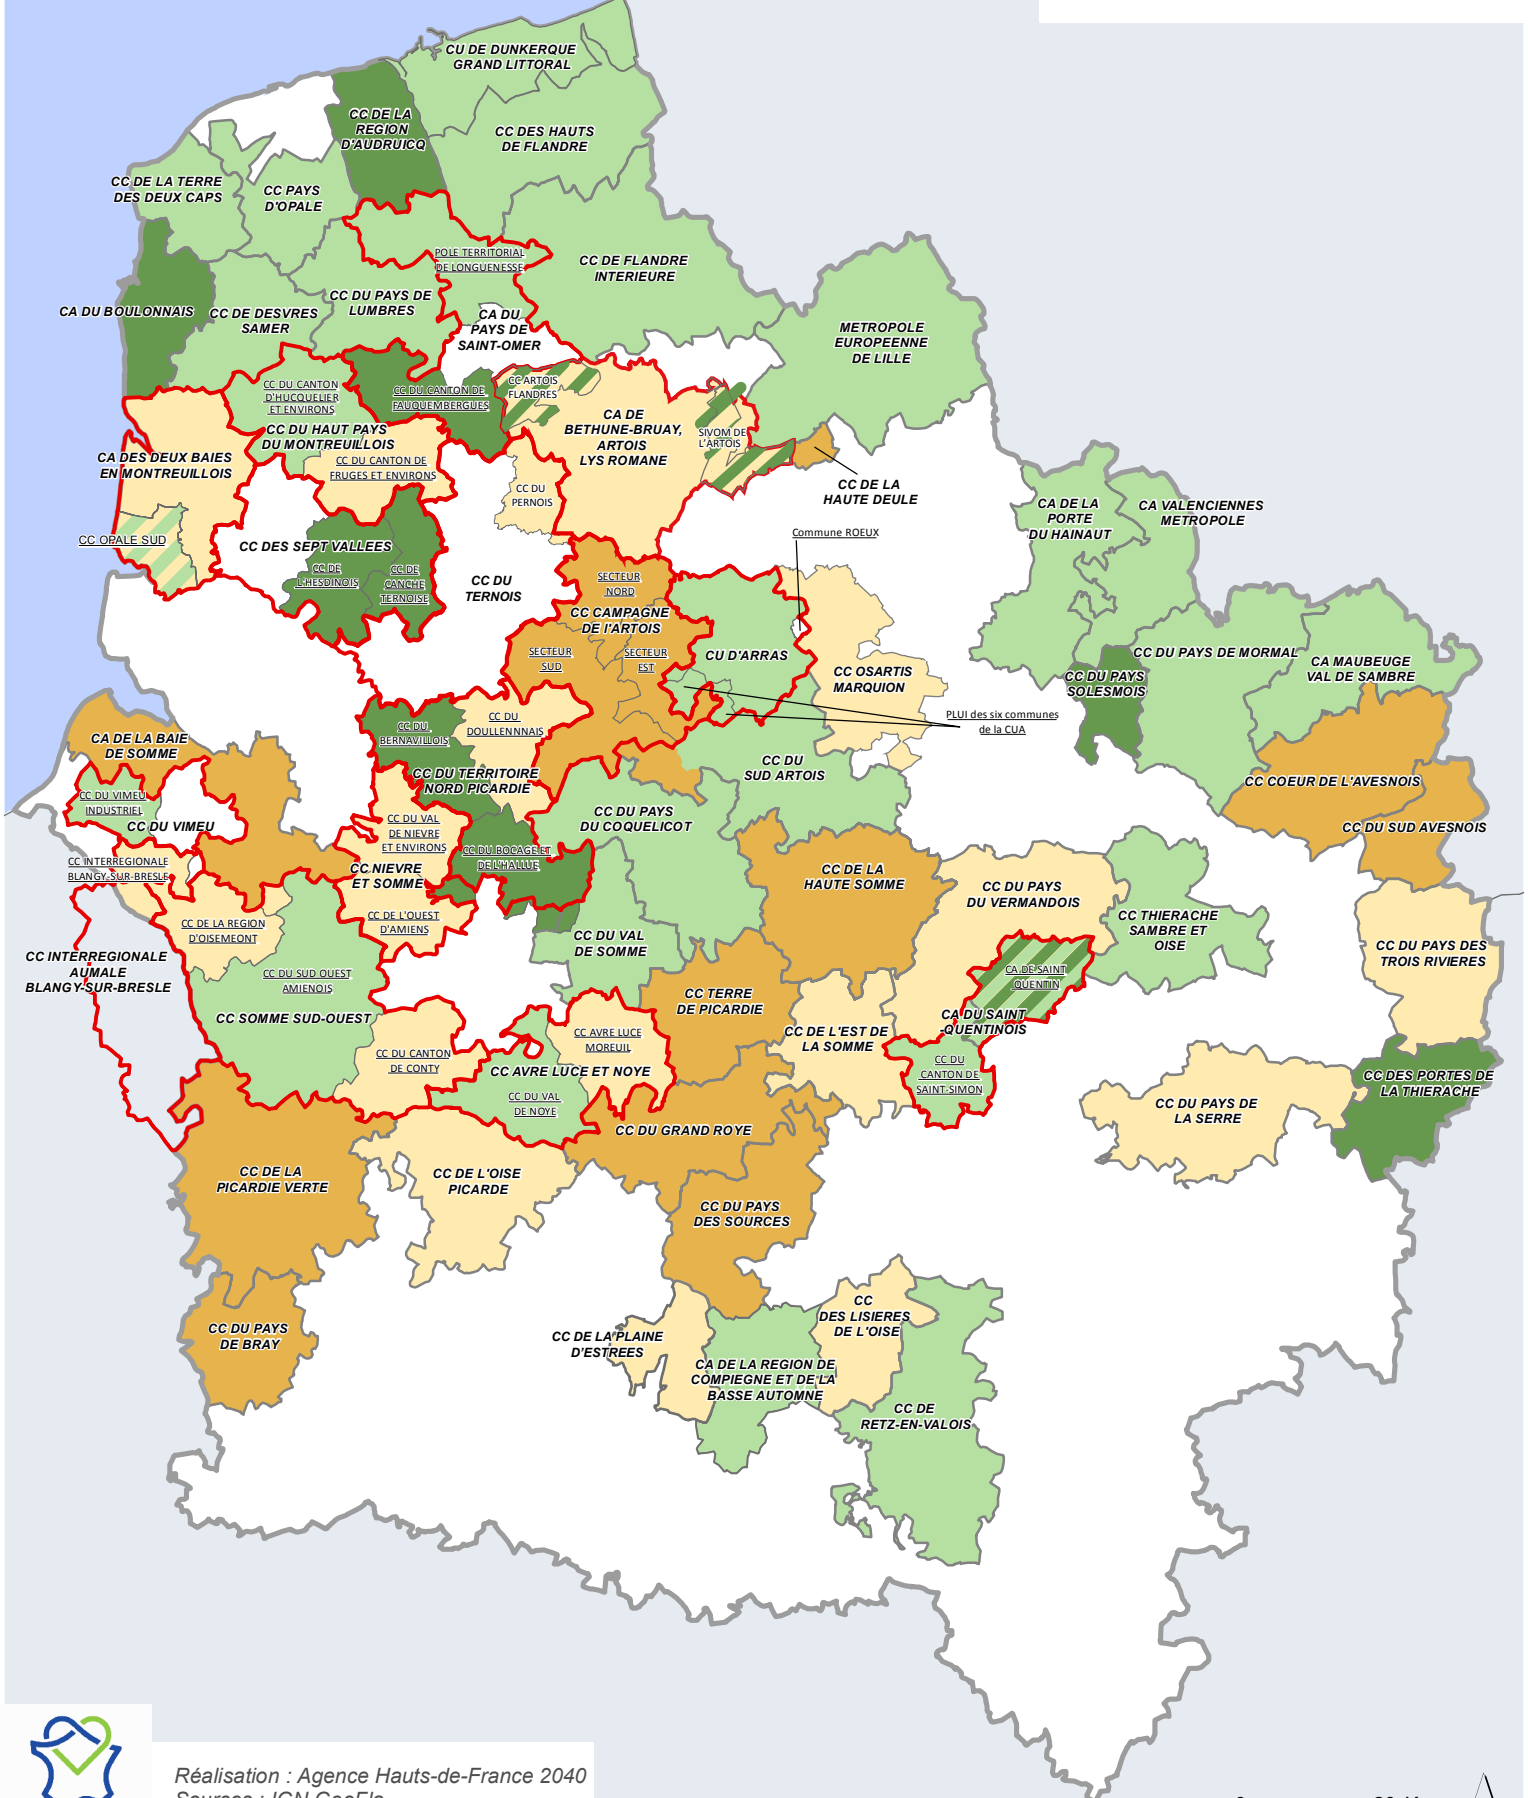 CU DE DUNKERQUE
GRAND LITTORAL
CC DE LA
REGION
D'AUDRUICQ
CC DES HAUTS
DE FLANDRE
CC DE LA TERRE
DES DEUX CAPS
CC PAYS
D'OPALE
POLE TERRITORIAL
DE LONGUENESSE
CC DE FLANDRE
INTERIEURE
CA DU BOULONNAIS
CC DE DESVRES
SAMER
CC DU PAYS DE
LUMBRES
CA DU
PAYS DE
SAINT-OMER
METROPOLE
EUROPEENNE
DE LILLE
CC DU CANTON
D'HUCQUELIER
ET ENVIRONS
CC DU CANTON DE
FAUQUEMBERGUES
CC ARTOIS
FLANDRES
CA DE
BETHUNE-BRUAY,
ARTOIS
LYS ROMANE
SIVOM DE
L'ARTOIS
CC DU HAUT PAYS
DU MONTREUILLOIS
CA DES DEUX BAIES
EN MONTREUILLOIS
CC DU CANTON DE
FRUGES ET ENVIRONS
CC DU
PERNOIS
CC DE LA
HAUTE DEULE
CA DE LA
PORTE
DU HAINAUT
CA VALENCIENNES
METROPOLE
CC OPALE SUD
CC DES SEPT VALLEES
CC DE
L'HESDINOIS
CC DE
CANCHE
TERNOISE
CC DU
TERNOIS
Commune ROEUX
SECTEUR
NORD
CC CAMPAGNE
DE l'ARTOIS
SECTEUR
SUD
SECTEUR
EST
CU D'ARRAS
CC OSARTIS
MARQUION
CC DU PAYS DE MORMAL
CC DU PAYS
SOLESMOIS
CA MAUBEUGE
VAL DE SAMBRE
PLUI des six communes
de la CUA
CC DU
BERNAVILLOIS
CC DU
DOULLENNAIS
CA DE LA BAIE
DE SOMME
CC DU TERRITOIRE
NORD PICARDIE
CC DU
SUD ARTOIS
CC COEUR DE L'AVESNOIS
CC DU VIMEU
INDUSTRIEL
CC DU VIMEU
CC DU VAL
DE NIEVRE
ET ENVIRONS
CC DU PAYS
DU COQUELICOT
CC DU SUD AVESNOIS
CC INTERREGIONALE
BLANGY-SUR-BRESLE
CC NIEVRE
ET SOMME
CC DU BOCAGE ET
DE L'HALLUE
CC DE LA
HAUTE SOMME
CC DU PAYS
DU VERMANDOIS
CC DE LA REGION
D'OISEMEONT
CC DE L'OUEST
D'AMIENS
CC DU VAL
DE SOMME
CC THIERACHE
SAMBRE ET
OISE
CC DU PAYS DES
TROIS RIVIERES
CC INTERREGIONALE
AUMALE
BLANGY-SUR-BRESLE
CC DU SUD OUEST
AMIENOIS
CC SOMME SUD-OUEST
CC TERRE
DE PICARDIE
CA DE SAINT
QUENTIN
CA DU SAINT
-QUENTINOIS
CC DE L'EST DE
LA SOMME
CC DU CANTON
DE CONTY
CC AVRE LUCE
MOREUIL
CC AVRE LUCE ET NOYE
CC DU VAL
DE NOYE
CC DU
CANTON DE
SAINT-SIMON
CC DES PORTES DE
LA THIERACHE
CC DU PAYS DE
LA SERRE
CC DU GRAND ROYE
CC DE LA
PICARDIE VERTE
CC DE L'OISE
PICARDE
CC DU PAYS
DES SOURCES
CC DU PAYS
DE BRAY
CC DE LA PLAINE
D'ESTREES
CC
DES LISIERES
DE L'OISE
CA DE LA REGION DE
COMPIEGNE ET DE LA
BASSE AUTOMNE
CC DE
RETZ-EN-VALOIS
Réalisation : Agence Hauts-de-France 2040